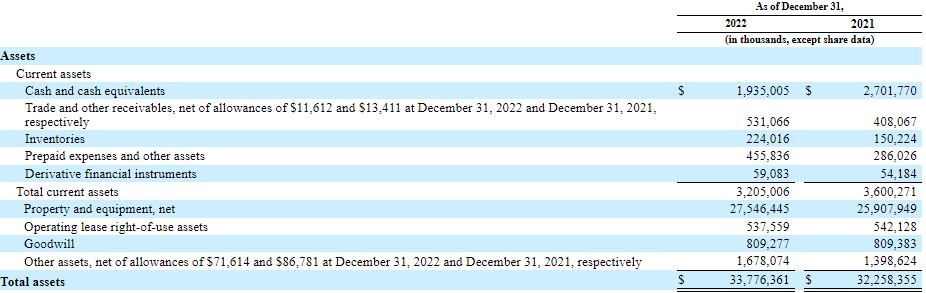 As of December 31,
2022 2021
(in thousands, except share data)
Assets
Current assets
Cash and cash equivalents $ 1,935,005 $ 2,701,770
Trade and other receivables, net of allowances of $11,612 and $13,411 at December 31, 2022 and December 31, 2021,
respectively 531,066 408,067
Inventories 224,016 150,224
Prepaid expenses and other assets 455,836 286,026
Derivative financial instruments 59,083 54,184
Total current assets 3,205,006 3,600,271
Property and equipment, net 27,546,445 25,907,949
Operating lease right-of-use assets 537,559 542,128
Goodwill 809,277 809,383
Other assets, net of allowances of $71,614 and $86,781 at December 31, 2022 and December 31, 2021, respectively 1,678,074 1,398,624
Total assets $ 33,776,361 $ 32,258,355